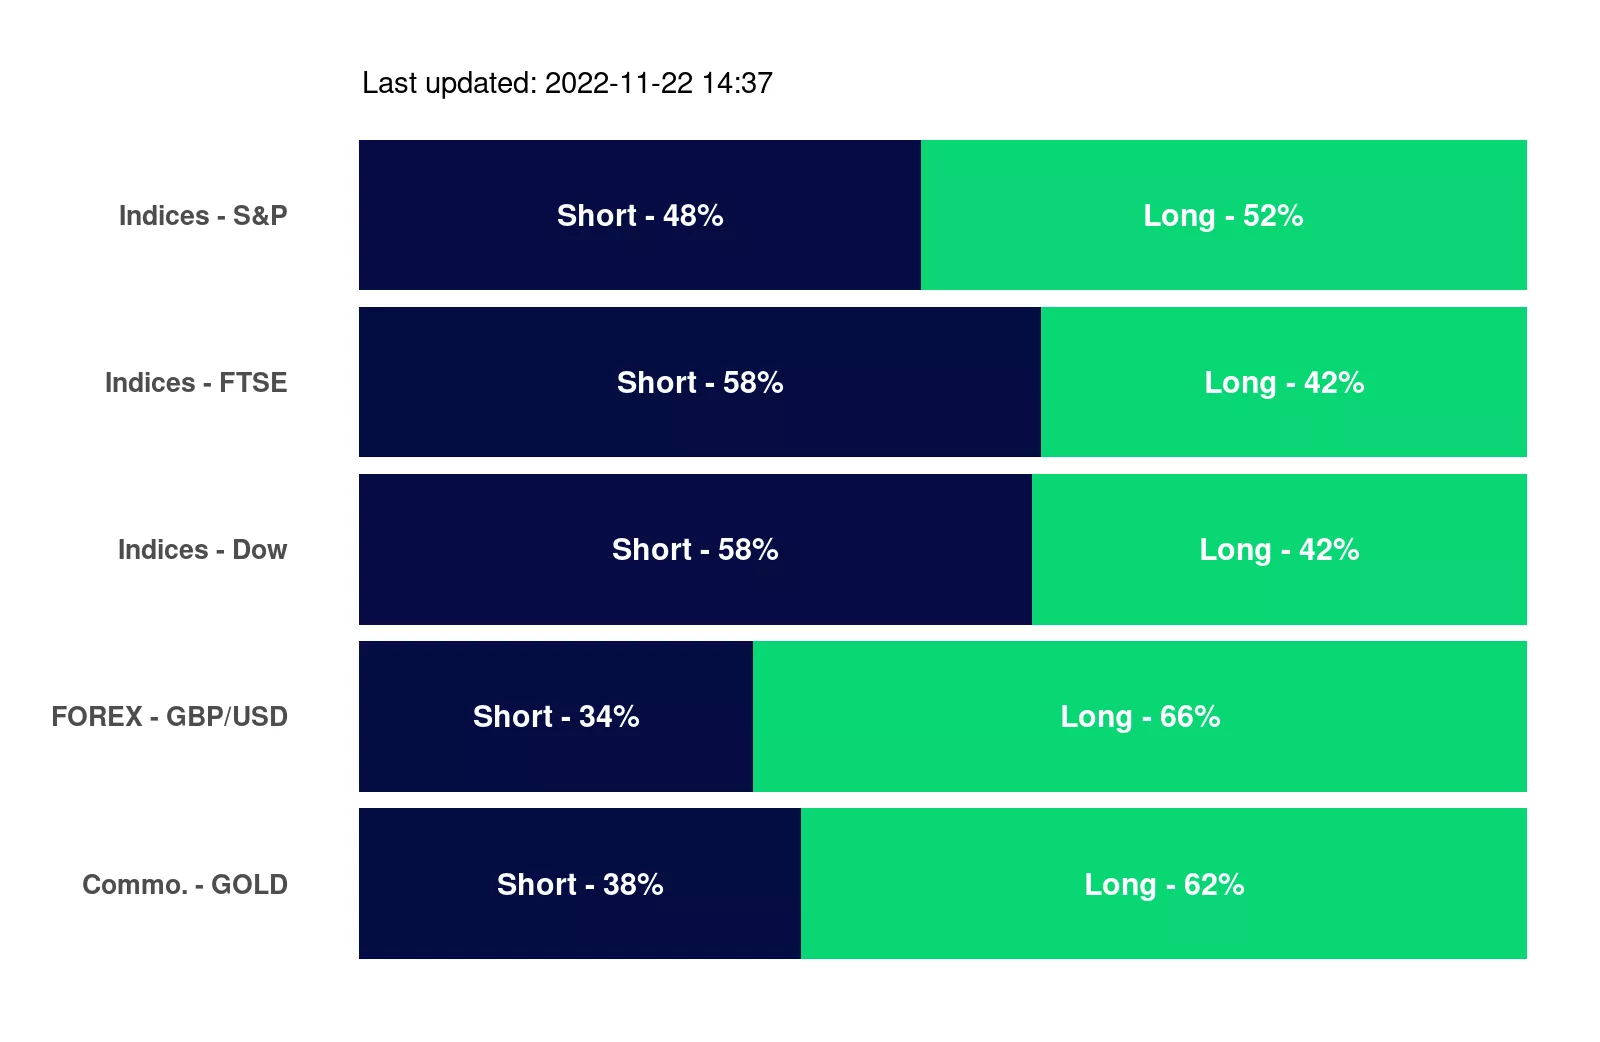 Last updated: 2022-11-22 14:37
Indices - S&P Short - 48% Long - 52%
Indices - FTSE Short - 58% Long - 42%
Indices - Dow Short - 58% Long - 42%
FOREX - GBP/USD Short - 34% Long - 66%
Commo. - GOLD Short - 38% Long - 62%